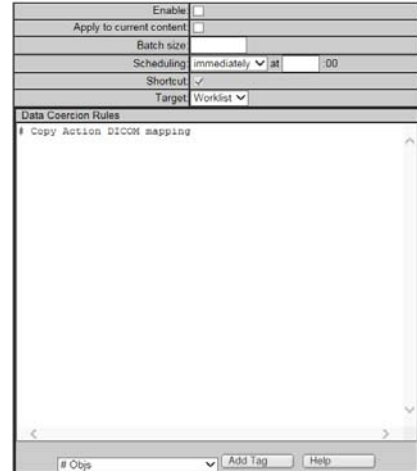 Enable:
Apply to current content:
Batch size:
Scheduling: immediately at :00
Shortcut:
Target: Worklist
Data Coercion Rules
# Copy Action DICOM mapping
# Objs Add Tag Help